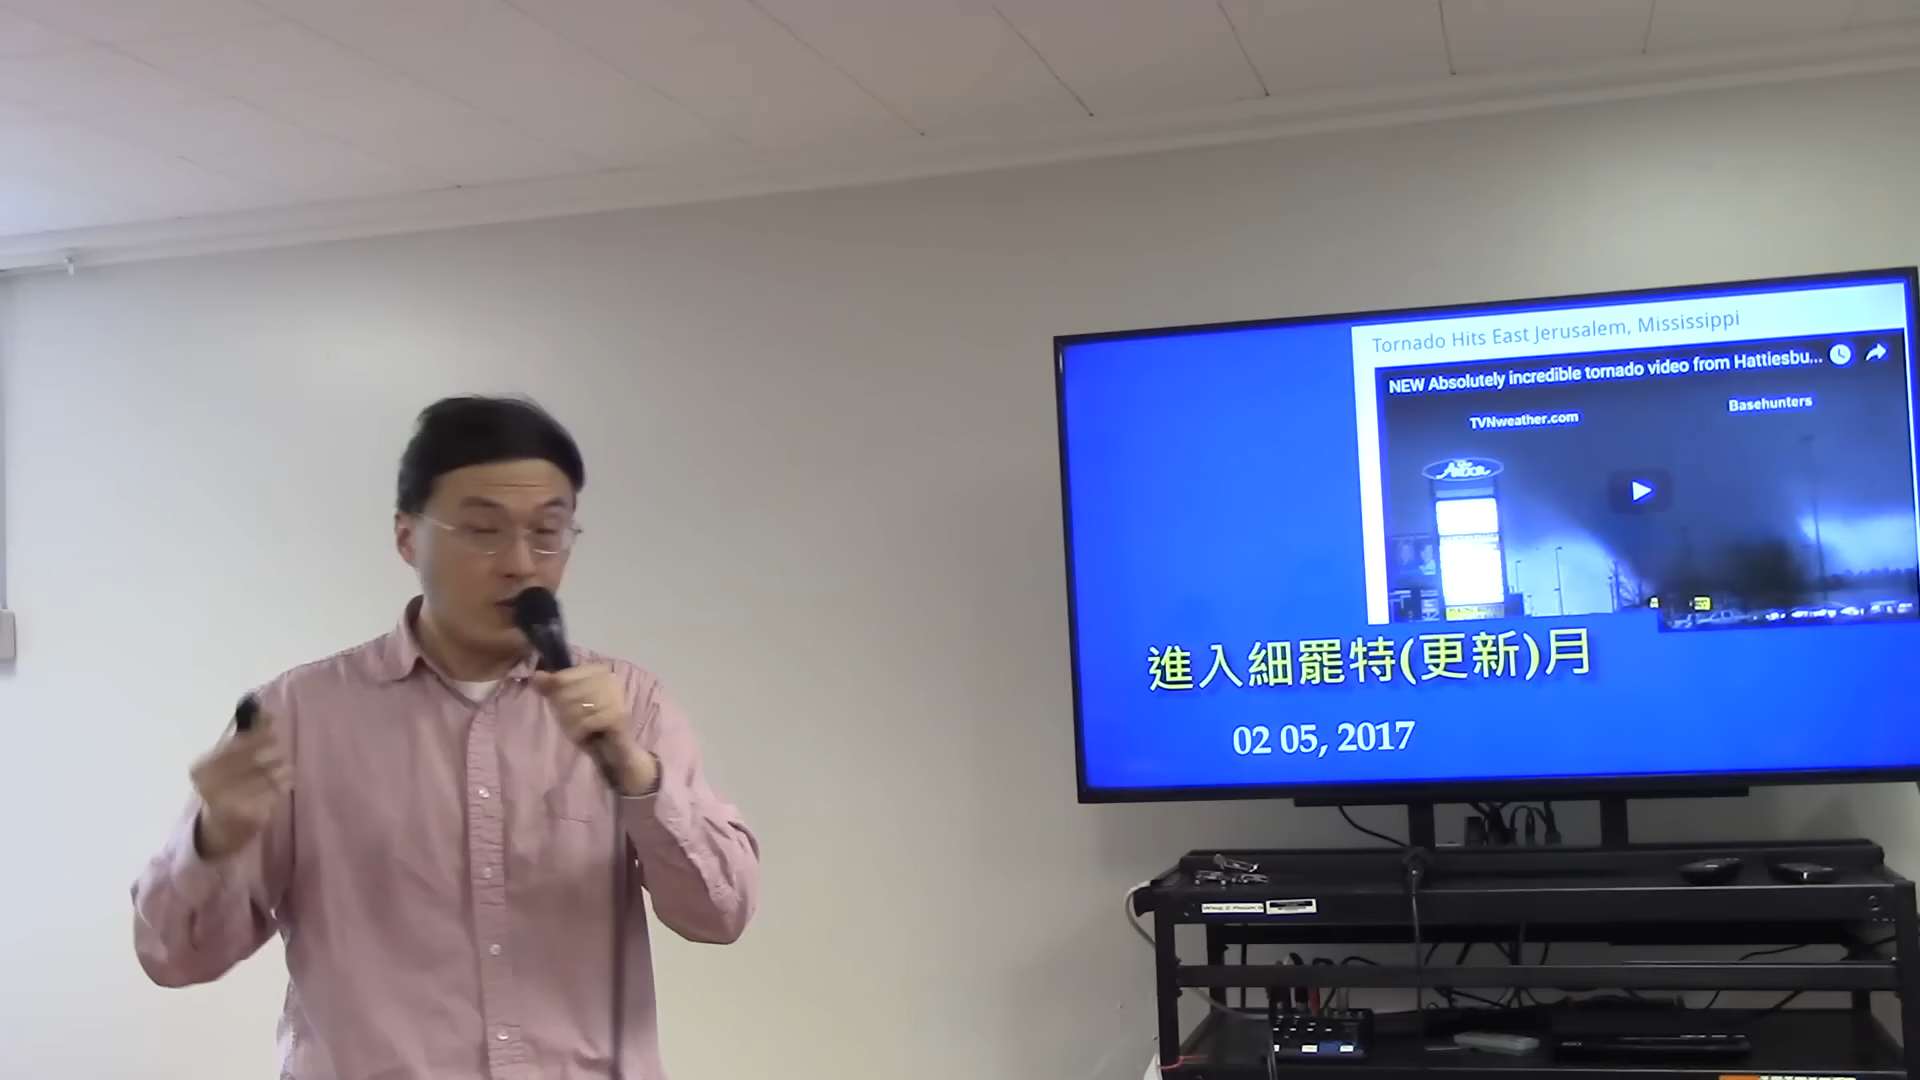 Tornado Hits East Jerusalem, Mississippi
NEW Absolutely incredible tornado video from Hattiesbu...
TVNweather.com
Basehunters
進入細罷特(更新)月
02 05, 2017